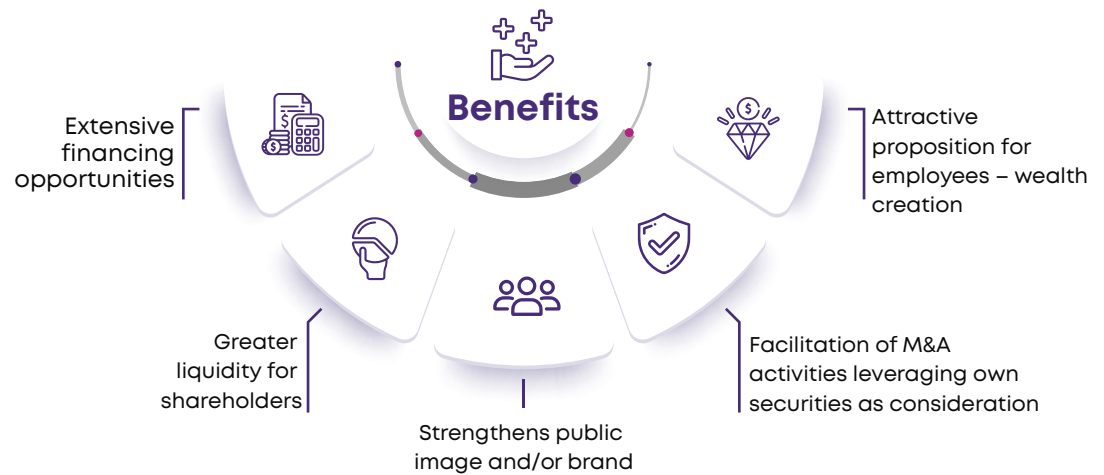 Benefits
Extensive
financing
opportunities
Greater
liquidity for
shareholders
Strengthens public
image and/or brand
Facilitation of M&A
activities leveraging own
securities as consideration
Attractive
proposition for
employees – wealth
creation